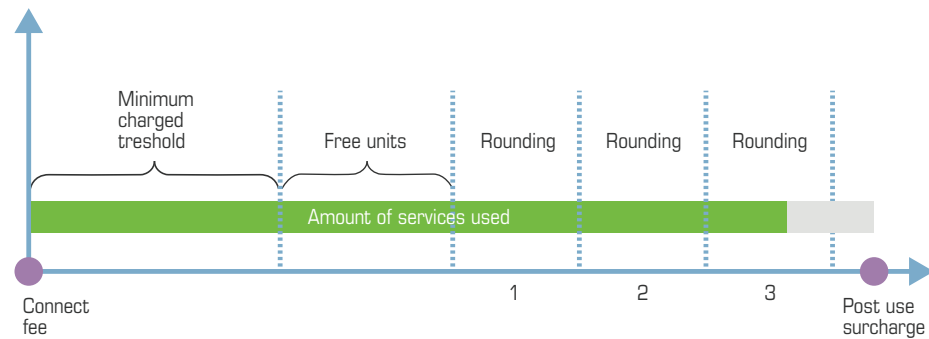 Minimum
charged
treshold
Free units
Rounding
Rounding
Rounding
Amount of services used
1
2
3
Connect
fee
Post use
surcharge